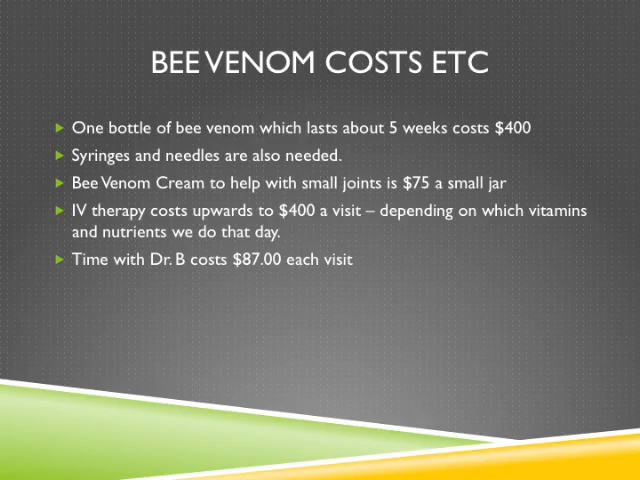 BEE VENOM COSTS ETC
One bottle of bee venom which lasts about 5 weeks costs $400
Syringes and needles are also needed.
Bee Venom Cream to help with small joints is $75 a small jar
IV therapy costs upwards to $400 a visit – depending on which vitamins
and nutrients we do that day.
Time with Dr. B costs $87.00 each visit